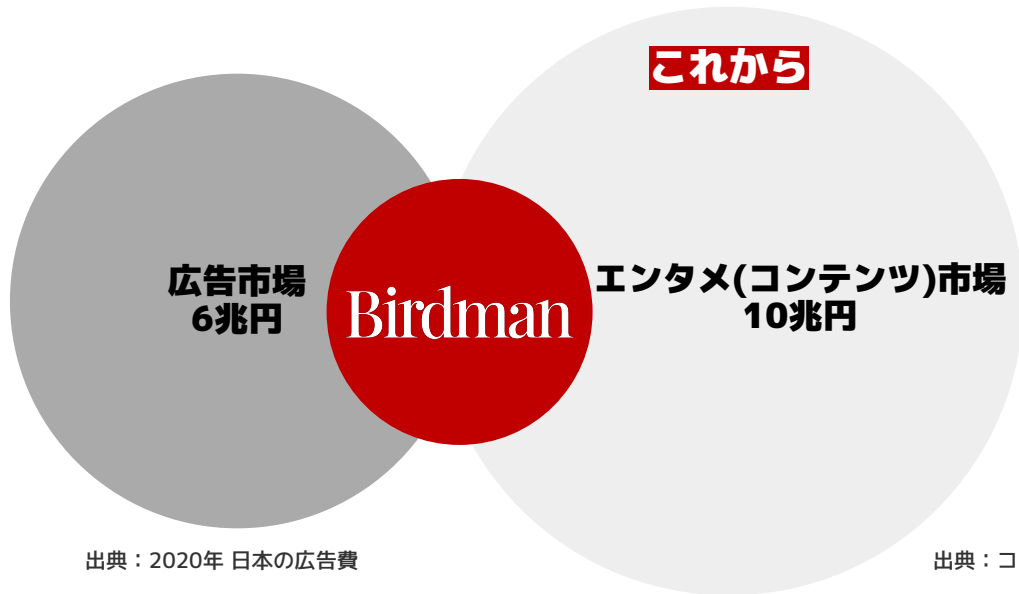 これから
広告市場
6兆円
Birdman
エンタメ(コンテンツ)市場
10兆円
出典：2020年 日本の広告費
出典：コ